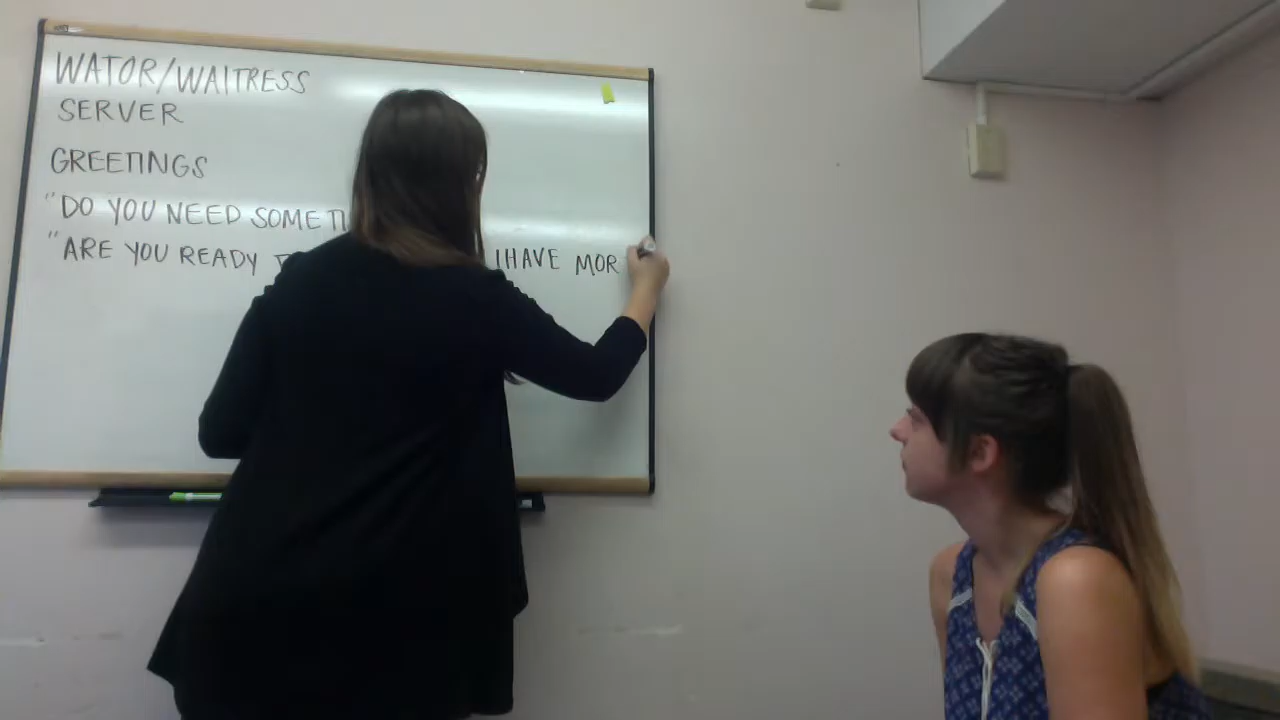 WATOR/WAITRESS
SERVER
GREETINGS
"DO YOU NEED SOME
"ARE YOU READY I HAVE MOR